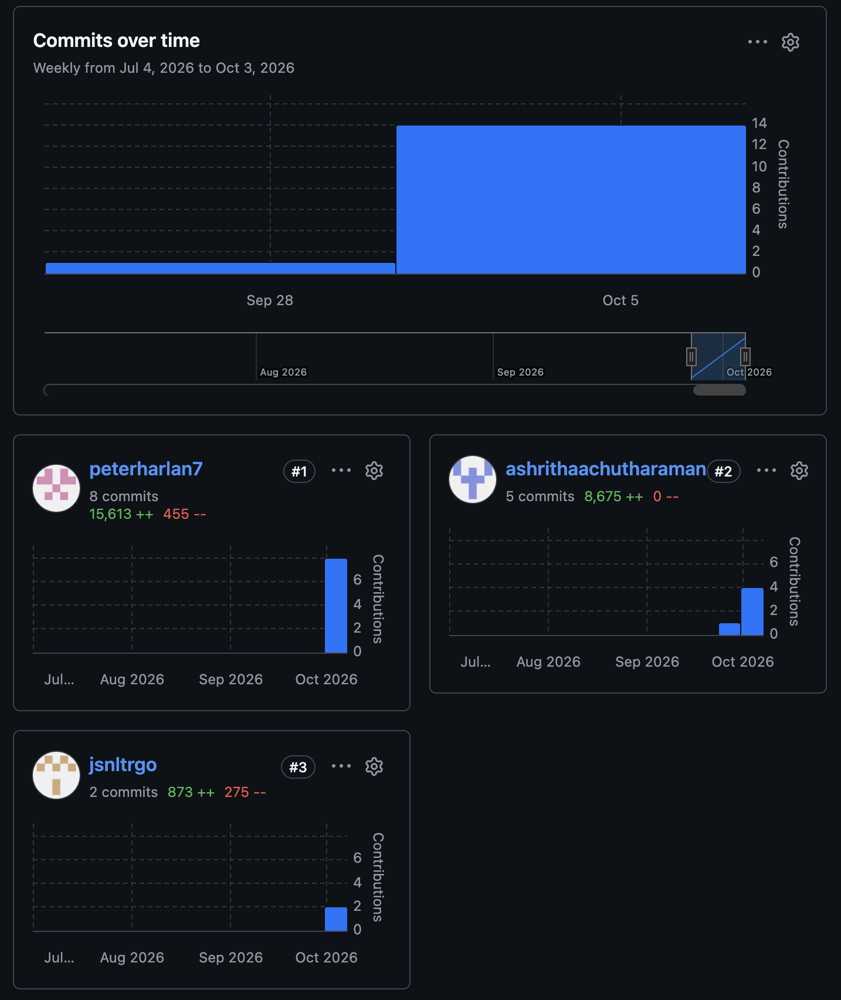 Commits over time
Weekly from Jul 4, 2026 to Oct 3, 2026
14
12
10
8
6
4
2
0
Contributions
Sep 28
Oct 5
Aug 2026
Sep 2026
Oct 2026
peterharlan7
#1
8 commits
15,613 ++ 455 --
6
4
2
0
Contributions
Jul...
Aug 2026
Sep 2026
Oct 2026
ashrithaachutharaman
#2
5 commits 8,675 ++ 0 --
6
4
2
0
Contributions
Jul...
Aug 2026
Sep 2026
Oct 2026
jsnltrgo
#3
2 commits 873 ++ 275 --
6
4
2
0
Contributions
Jul...
Aug 2026
Sep 2026
Oct 2026